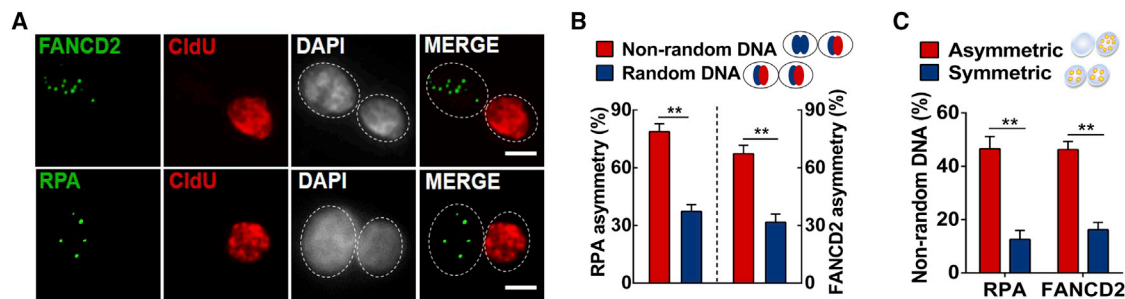 A
FANCD2 CldU DAPI MERGE
RPA CldU DAPI MERGE
B
Non-random DNA
Random DNA
RPA asymmetry (%)
90
60
30
0
**
**
90
60
30
0
FANCD2 asymmetry (%)
C
Asymmetric
Symmetric
Non-random DNA (%)
60
40
20
0
**
**
RPA FANCD2